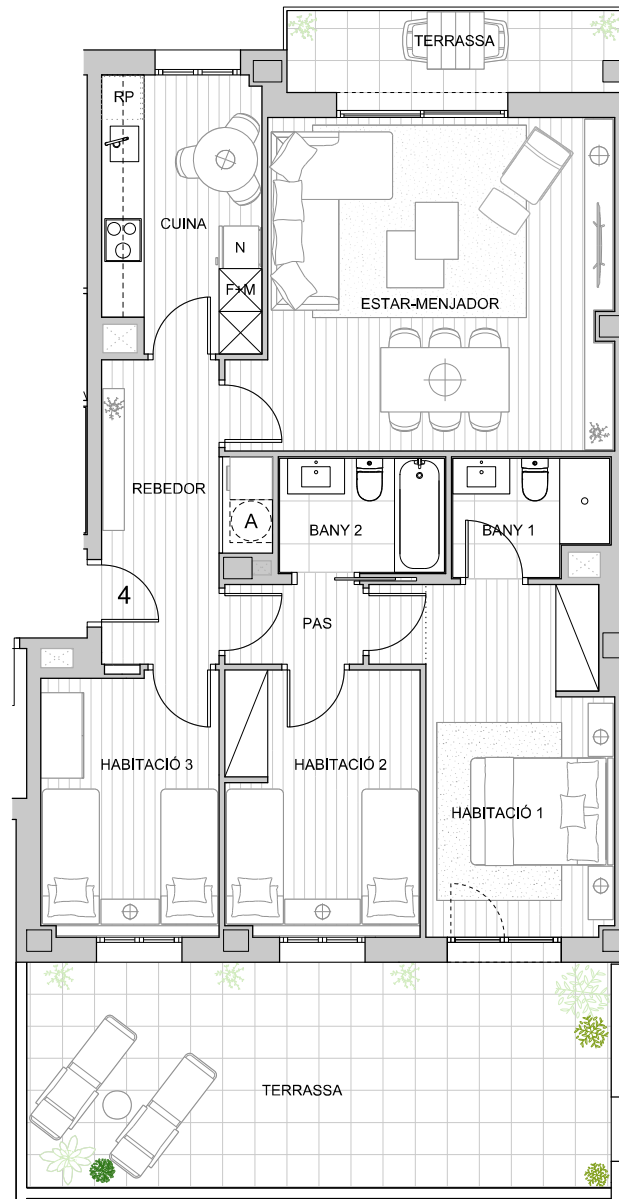 TERRASSA
RP
CUINA
N
F+M
ESTAR-MENJADOR
REBEDOR
A
BANY 2
BANY 1
4
PAS
HABITACIÓ 3
HABITACIÓ 2
HABITACIÓ 1
TERRASSA